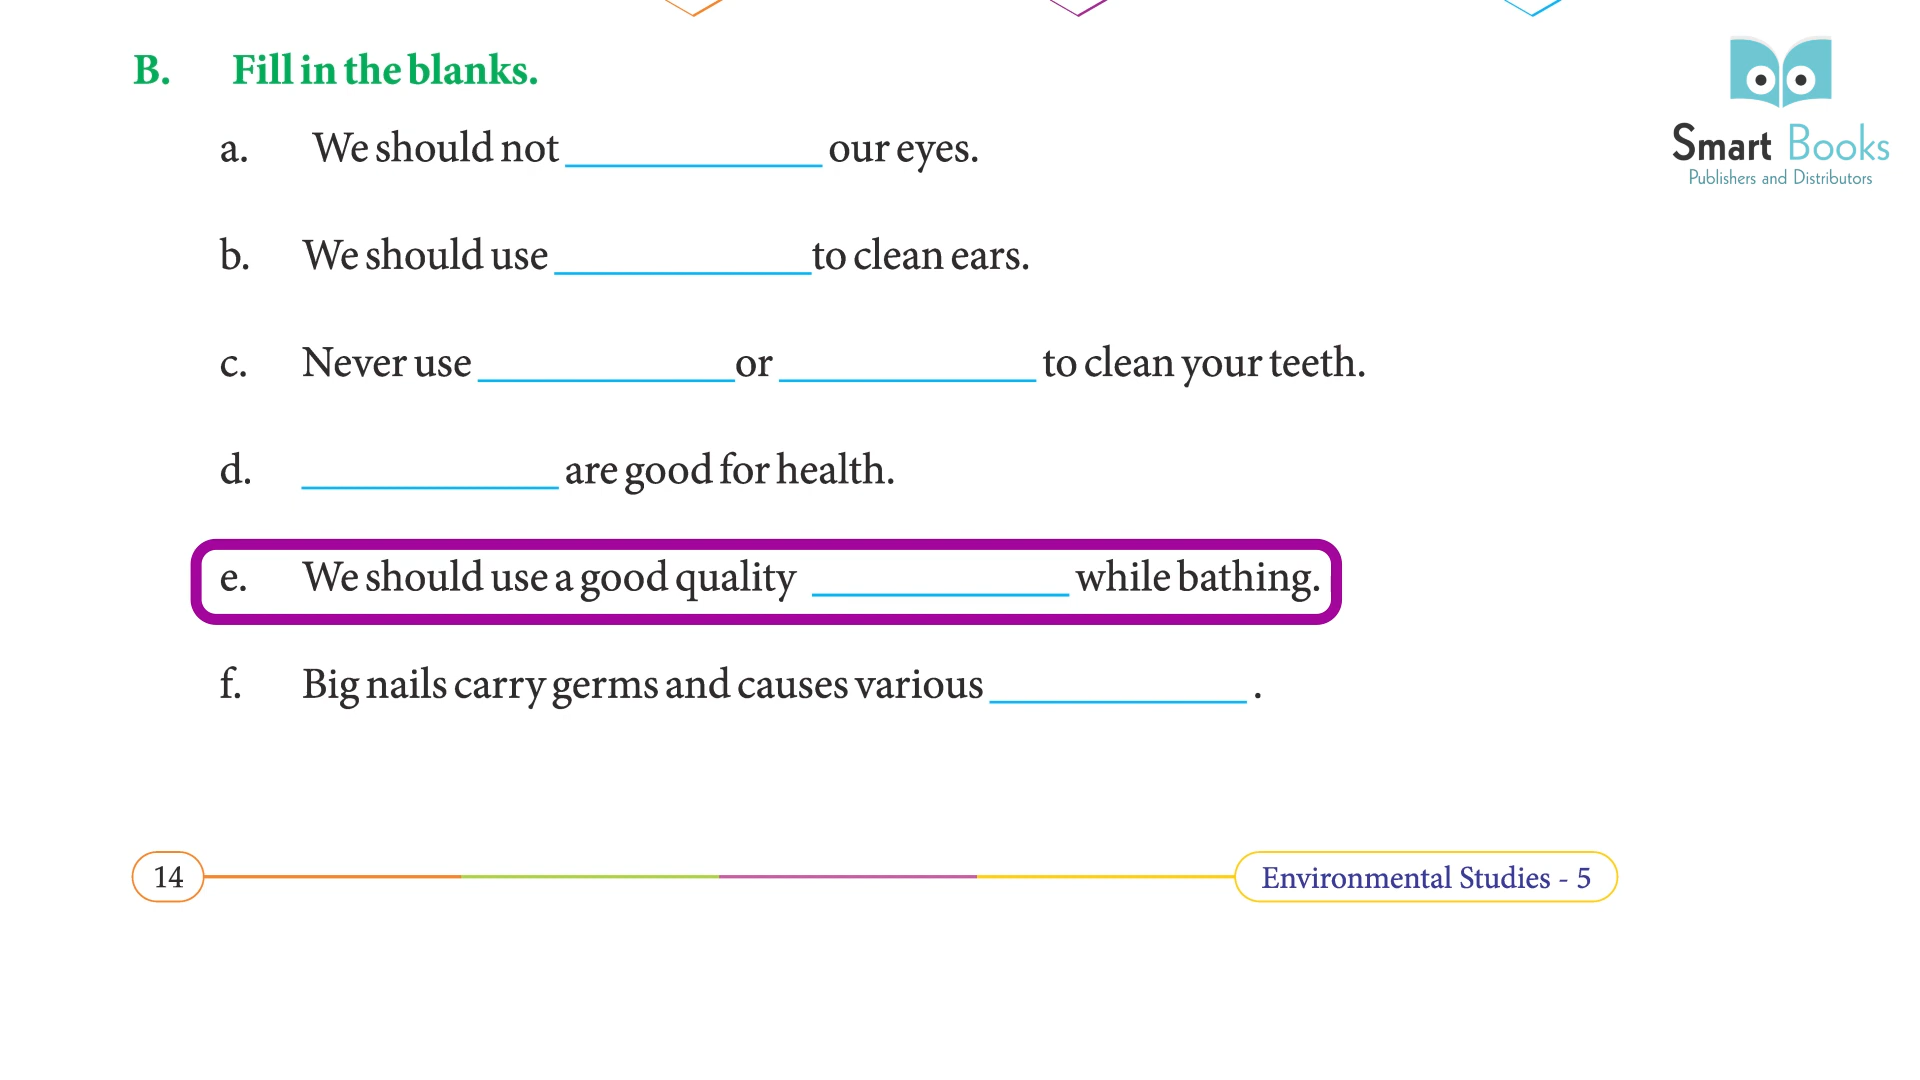 B. Fill in the blanks.
Smart Books
Publishers and Distributors
a. We should not ____________ our eyes.
b. We should use ____________ to clean ears.
c. Never use ____________ or ____________ to clean your teeth.
d. ____________ are good for health.
e. We should use a good quality ____________ while bathing.
f. Big nails carry germs and causes various ____________ .
14
Environmental Studies - 5